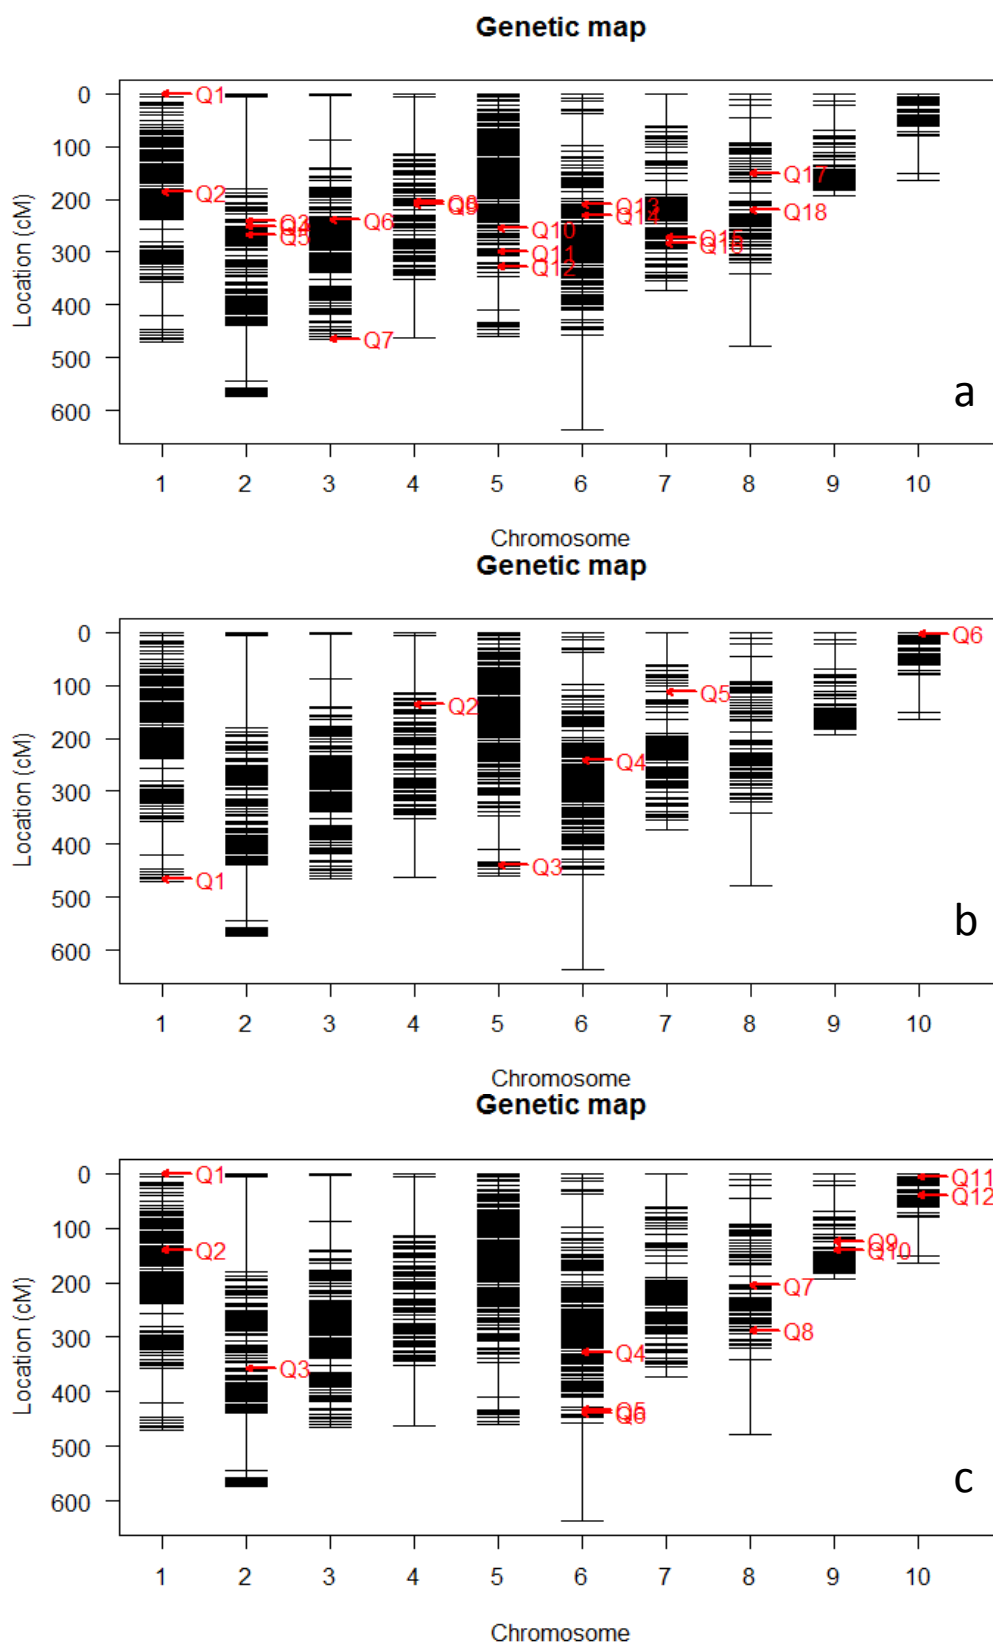 Genetic map
Location (cM)
0
100
200
300
400
500
600
Q1
Q2
Q3
Q4
Q5
Q6
Q7
Q8
Q9
Q10
Q11
Q12
Q13
Q14
Q15
Q16
Q17
Q18
a
1 2 3 4 5 6 7 8 9 10
Chromosome
Genetic map
Location (cM)
0
100
200
300
400
500
600
Q1
Q2
Q3
Q4
Q5
Q6
b
1 2 3 4 5 6 7 8 9 10
Chromosome
Genetic map
Location (cM)
0
100
200
300
400
500
600
Q1
Q2
Q3
Q4
Q5
Q6
Q7
Q8
Q9
Q10
Q11
Q12
c
1 2 3 4 5 6 7 8 9 10
Chromosome